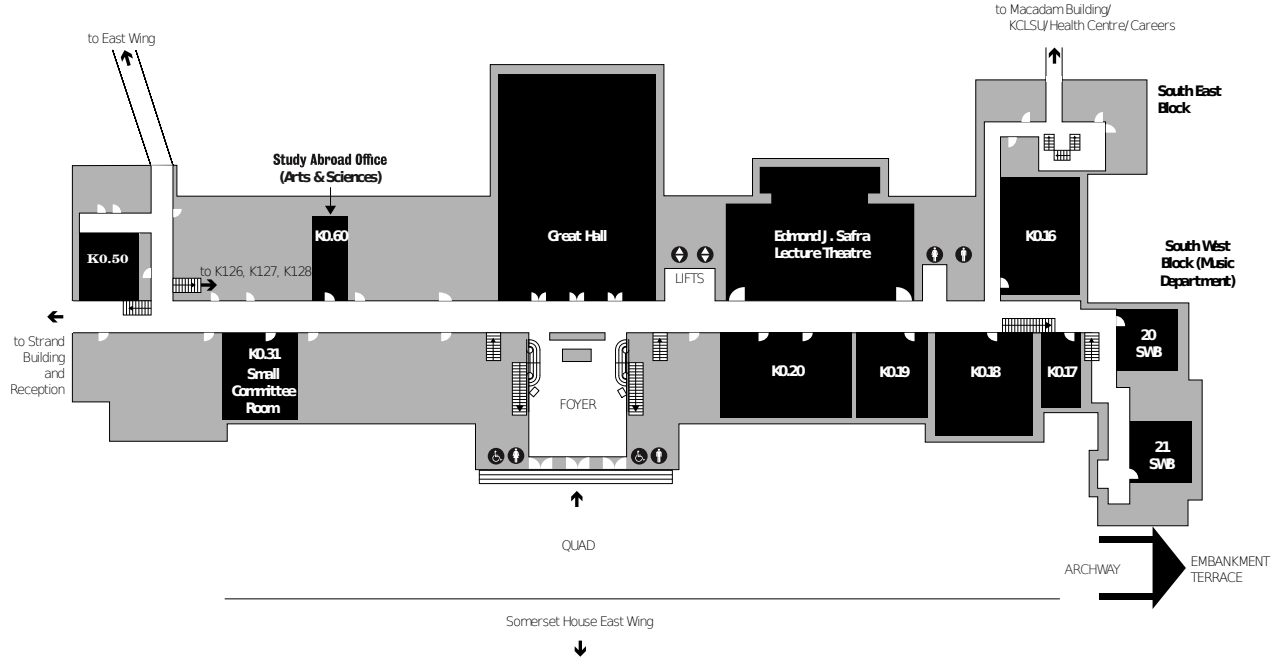 to Macadam Building/
KCLSU/Health Centre/Careers
to East Wing
South East
Block
Study Abroad Office
(Arts & Sciences)
K0.60
Great Hall
Edmond J. Safra
Lecture Theatre
K0.16
South West
Block (Music
Department)
K0.50
to K126, K127, K128
LIFTS
to Strand
Building
and
Reception
K0.31
Small
Committee
Room
FOYER
K0.20
K0.19
K0.18
K0.17
20
SWB
21
SWB
QUAD
ARCHWAY
EMBANKMENT
TERRACE
Somerset House East Wing